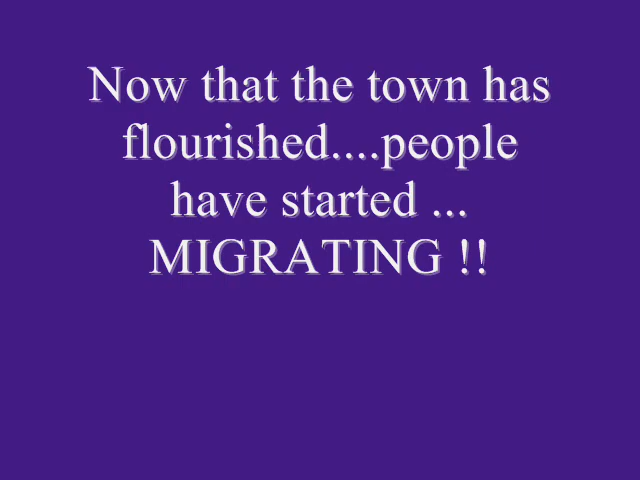 Now that the town has
flourished....people
have started ...
MIGRATING !!